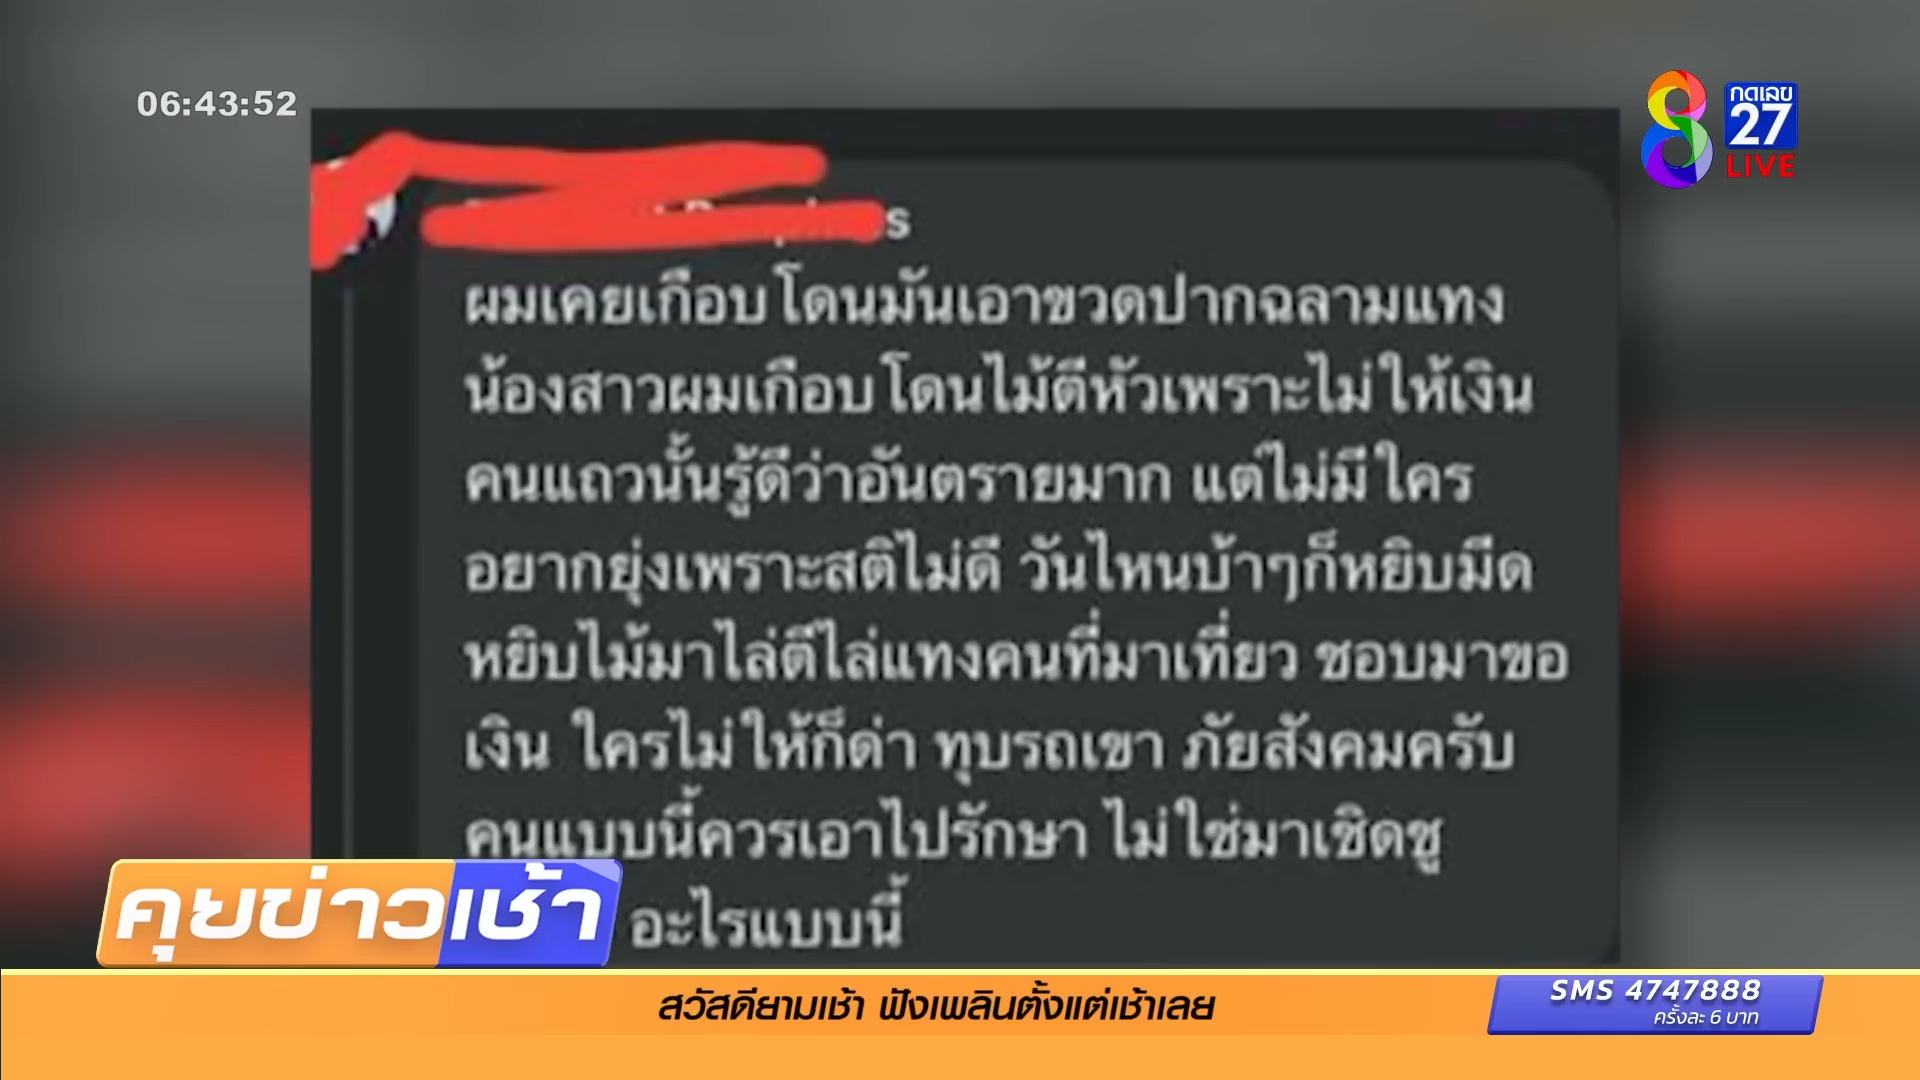 06:43:52
กดเลข
27
LIVE
s
ผมเคยเกือบโดนมันเอาขวดปากฉลามแทง
น้องสาวผมเกือบโดนไม้ตีหัวเพราะไม่ให้เงิน
คนแถวนั้นรู้ดีว่าอันตรายมาก แต่ไม่มีใคร
อยากยุ่งเพราะสติไม่ดี วันไหนบ้าๆก็หยิบมีด
หยิบไม้มาไล่ตีไล่แทงคนที่มาเที่ยว ชอบมาขอ
เงิน ใครไม่ให้ก็ด่า ทุบรถเขา ภัยสังคมครับ
คนแบบนี้ควรเอาไปรักษา ไม่ใช่มาเชิดชู
อะไรแบบนี้
คุยข่าวเช้า
สวัสดียามเช้า ฟังเพลินตั้งแต่เช้าเลย
SMS 4747888
ครั้งละ 6 บาท